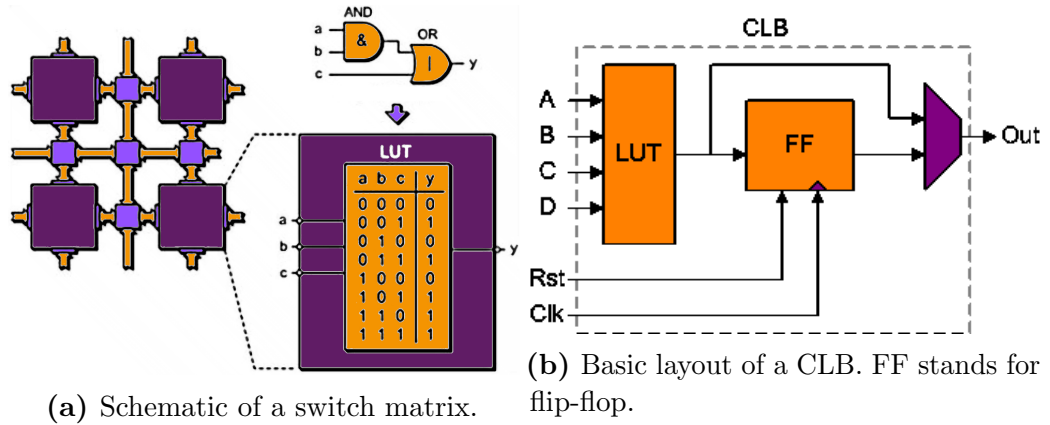 AND
a
&
b
OR
|
c
y
LUT
a b c y
0 0 0 0
0 0 1 1
0 1 0 0
0 1 1 1
1 0 0 0
1 0 1 1
1 1 0 1
1 1 1 1
a
b
c
y
(a) Schematic of a switch matrix.
CLB
A
B
C
D
LUT
FF
Out
Rst
Clk
(b) Basic layout of a CLB. FF stands for
flip-flop.